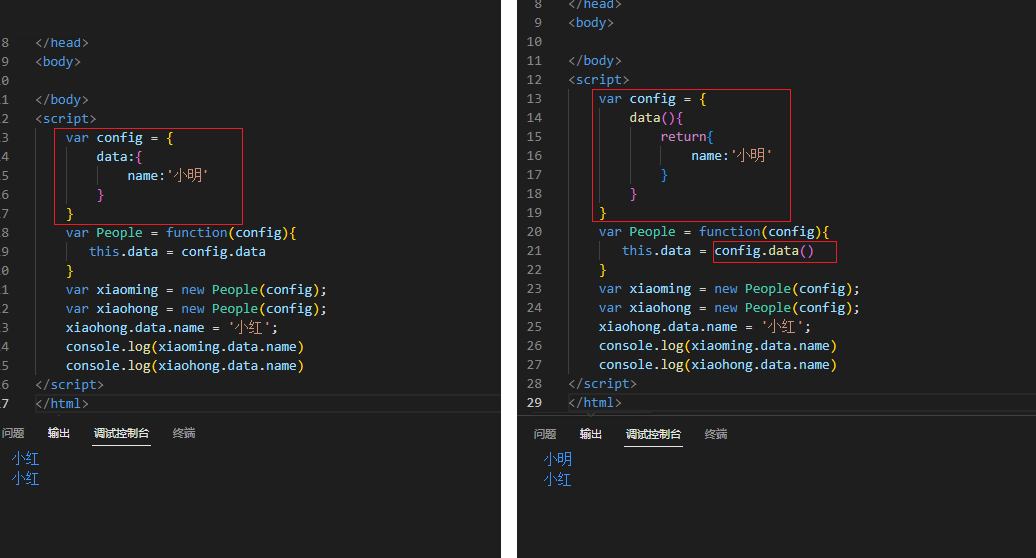 8 </head>
9 <body>
0
1 </body>
2 <script>
3 var config = {
4 data:{
5 name:'小明'
6 }
7 }
8 var People = function(config){
9 this.data = config.data
0 }
1 var xiaoming = new People(config);
2 var xiaohong = new People(config);
3 xiaohong.data.name = '小红';
4 console.log(xiaoming.data.name)
5 console.log(xiaohong.data.name)
6 </script>
7 </html>
问题 输出 调试控制台 终端
小红
小红
8 </head>
9 <body>
10
11 </body>
12 <script>
13 var config = {
14 data(){
15 return{
16 name:'小明'
17 }
18 }
19 }
20 var People = function(config){
21 this.data = config.data()
22 }
23 var xiaoming = new People(config);
24 var xiaohong = new People(config);
25 xiaohong.data.name = '小红';
26 console.log(xiaoming.data.name)
27 console.log(xiaohong.data.name)
28 </script>
29 </html>
问题 输出 调试控制台 终端
小明
小红